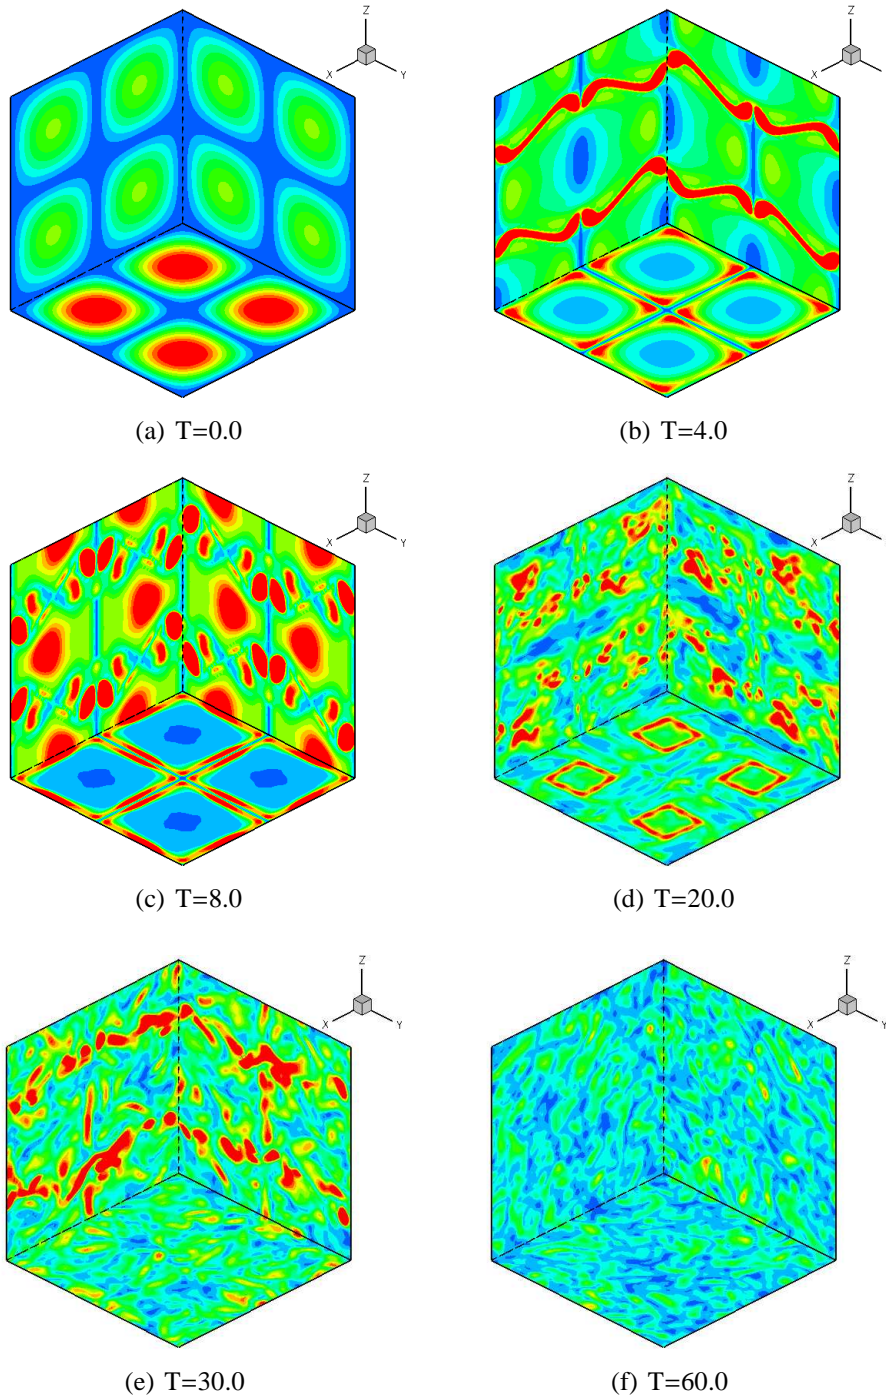 Z
X
Y
Z
X
(a) T=0.0
(b) T=4.0
Z
X
Y
Z
X
(c) T=8.0
(d) T=20.0
Z
X
Y
Z
X
Y
(e) T=30.0
(f) T=60.0